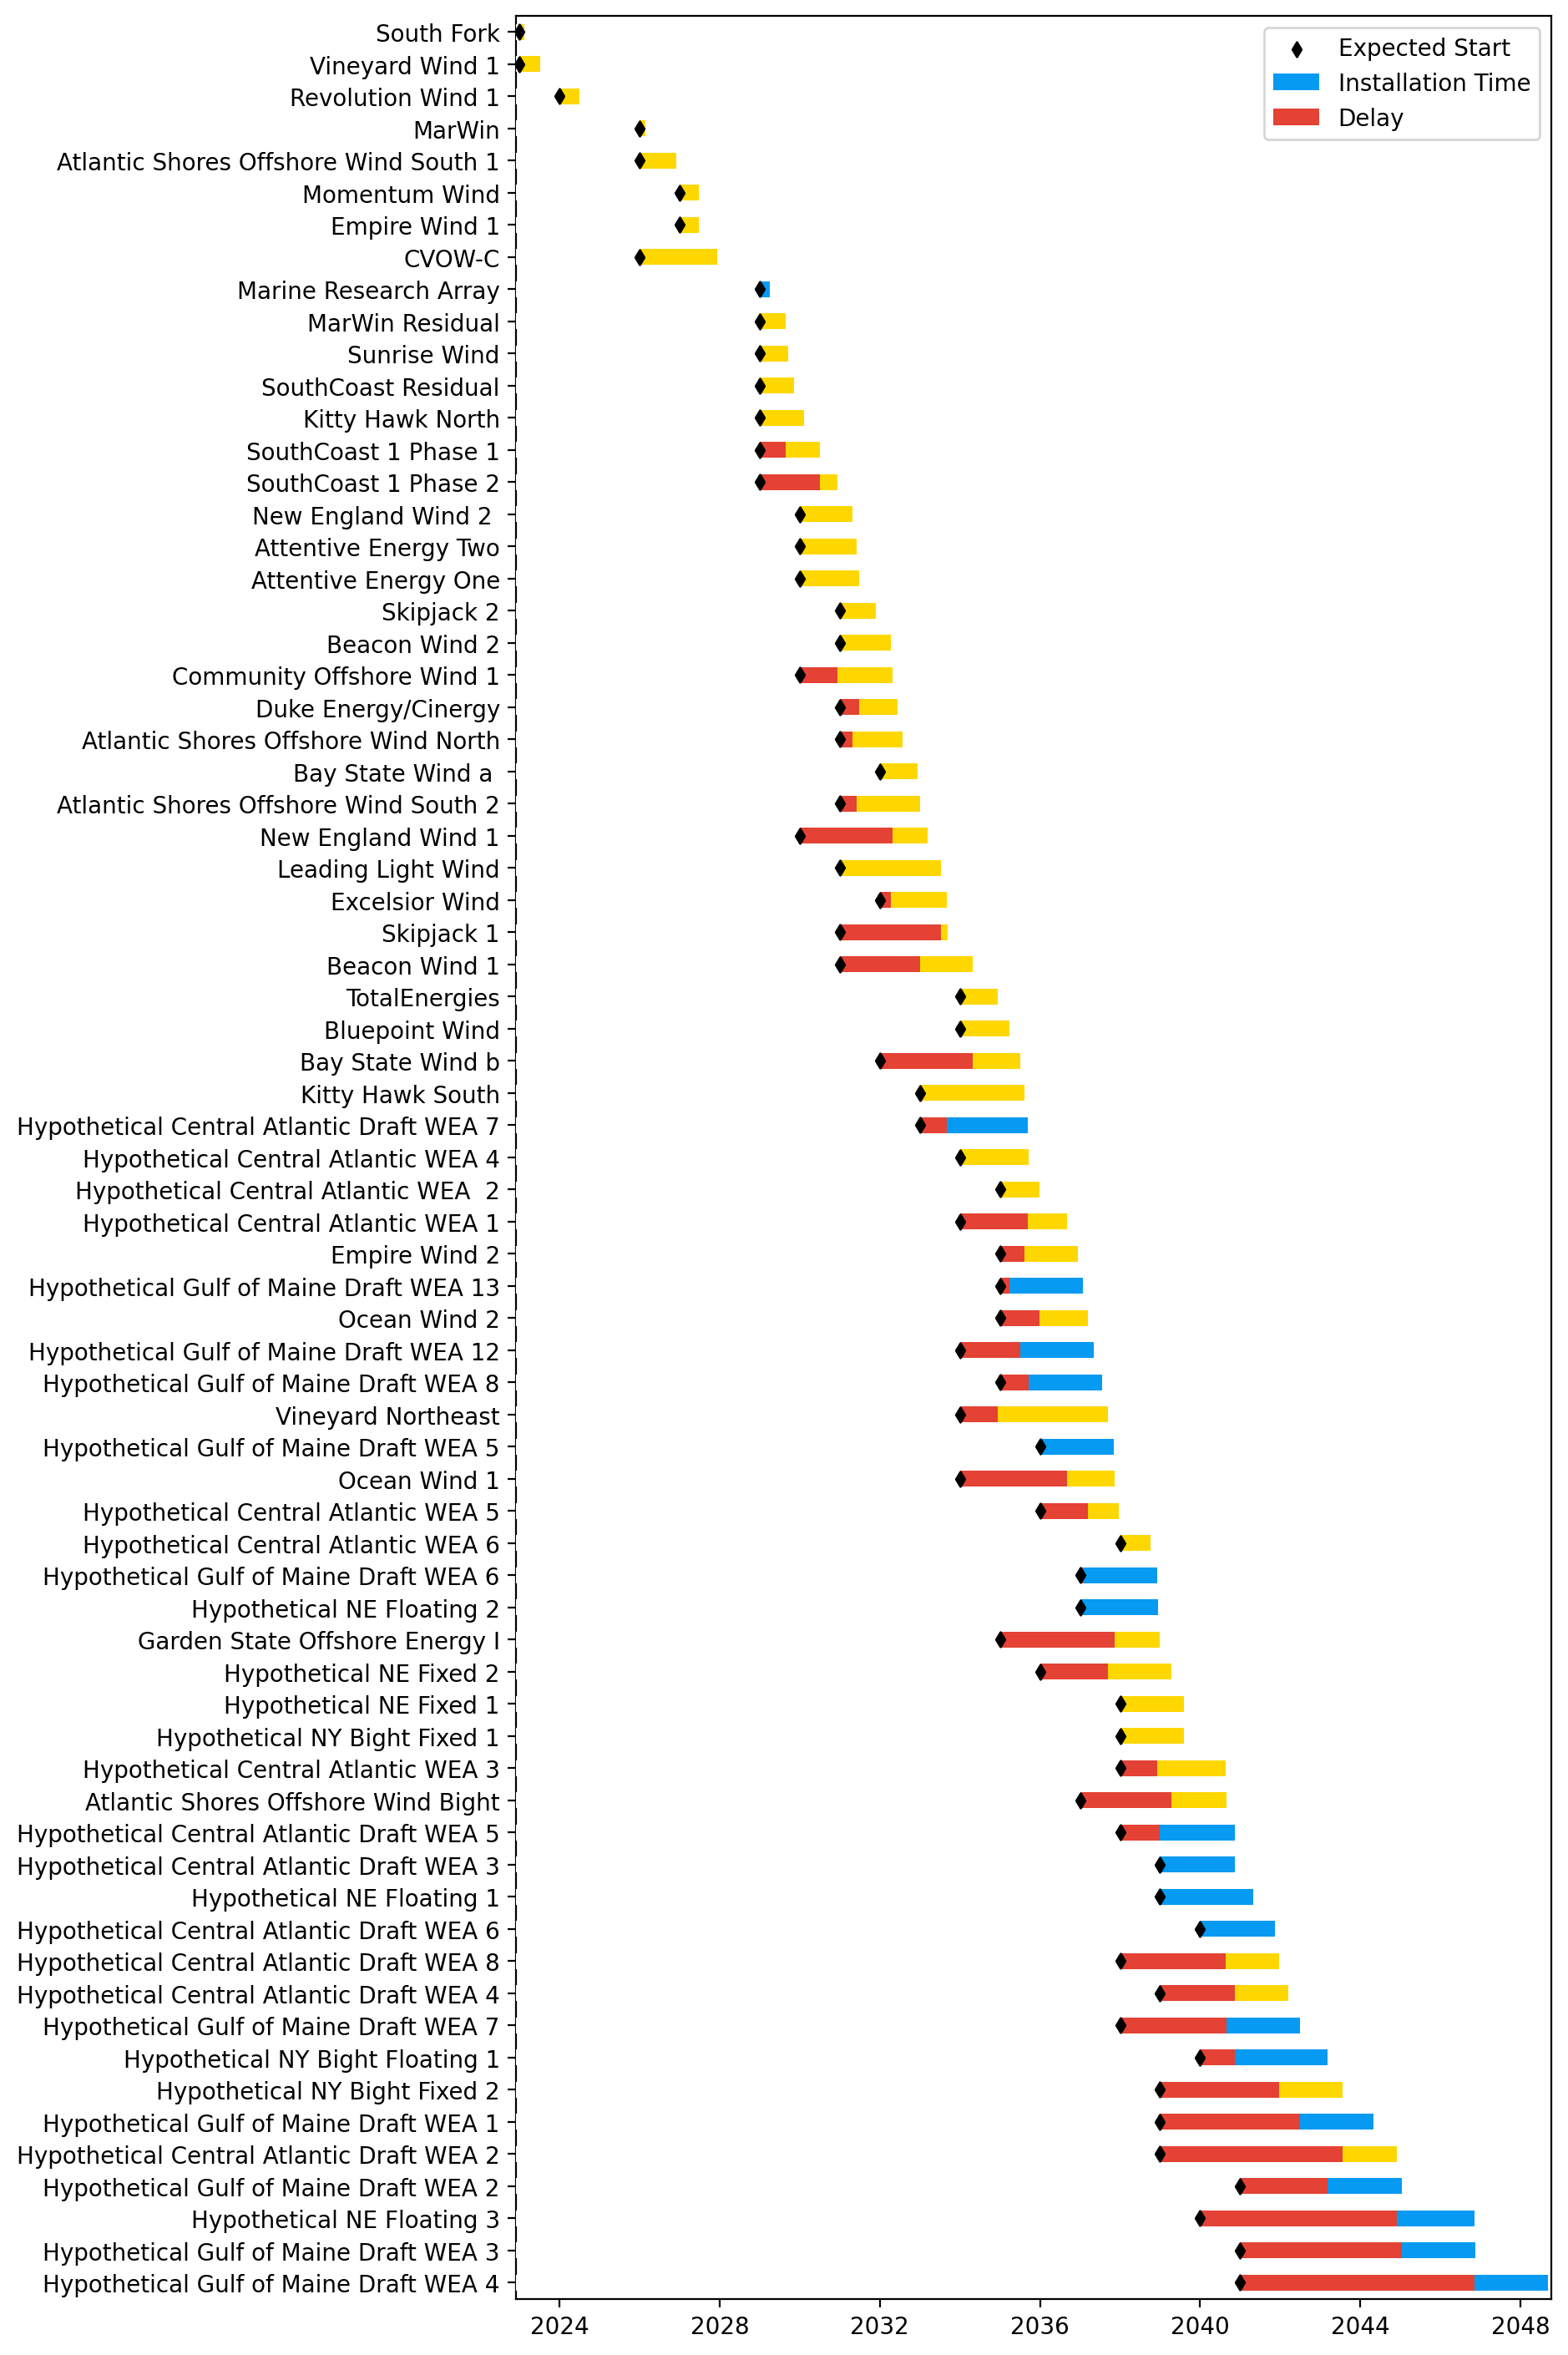 South Fork
Vineyard Wind 1
Revolution Wind 1
MarWin
Atlantic Shores Offshore Wind South 1
Momentum Wind
Empire Wind 1
CVOW-C
Marine Research Array
MarWin Residual
Sunrise Wind
SouthCoast Residual
Kitty Hawk North
SouthCoast 1 Phase 1
SouthCoast 1 Phase 2
New England Wind 2
Attentive Energy Two
Attentive Energy One
Skipjack 2
Beacon Wind 2
Community Offshore Wind 1
Duke Energy/Cinergy
Atlantic Shores Offshore Wind North
Bay State Wind a
Atlantic Shores Offshore Wind South 2
New England Wind 1
Leading Light Wind
Excelsior Wind
Skipjack 1
Beacon Wind 1
TotalEnergies
Bluepoint Wind
Bay State Wind b
Kitty Hawk South
Hypothetical Central Atlantic Draft WEA 7
Hypothetical Central Atlantic WEA 4
Hypothetical Central Atlantic WEA  2
Hypothetical Central Atlantic WEA 1
Empire Wind 2
Hypothetical Gulf of Maine Draft WEA 13
Ocean Wind 2
Hypothetical Gulf of Maine Draft WEA 12
Hypothetical Gulf of Maine Draft WEA 8
Vineyard Northeast
Hypothetical Gulf of Maine Draft WEA 5
Ocean Wind 1
Hypothetical Central Atlantic WEA 5
Hypothetical Central Atlantic WEA 6
Hypothetical Gulf of Maine Draft WEA 6
Hypothetical NE Floating 2
Garden State Offshore Energy I
Hypothetical NE Fixed 2
Hypothetical NE Fixed 1
Hypothetical NY Bight Fixed 1
Hypothetical Central Atlantic WEA 3
Atlantic Shores Offshore Wind Bight
Hypothetical Central Atlantic Draft WEA 5
Hypothetical Central Atlantic Draft WEA 3
Hypothetical NE Floating 1
Hypothetical Central Atlantic Draft WEA 6
Hypothetical Central Atlantic Draft WEA 8
Hypothetical Central Atlantic Draft WEA 4
Hypothetical Gulf of Maine Draft WEA 7
Hypothetical NY Bight Floating 1
Hypothetical NY Bight Fixed 2
Hypothetical Gulf of Maine Draft WEA 1
Hypothetical Central Atlantic Draft WEA 2
Hypothetical Gulf of Maine Draft WEA 2
Hypothetical NE Floating 3
Hypothetical Gulf of Maine Draft WEA 3
Hypothetical Gulf of Maine Draft WEA 4
Expected Start
Installation Time
Delay
2024 2028 2032 2036 2040 2044 2048